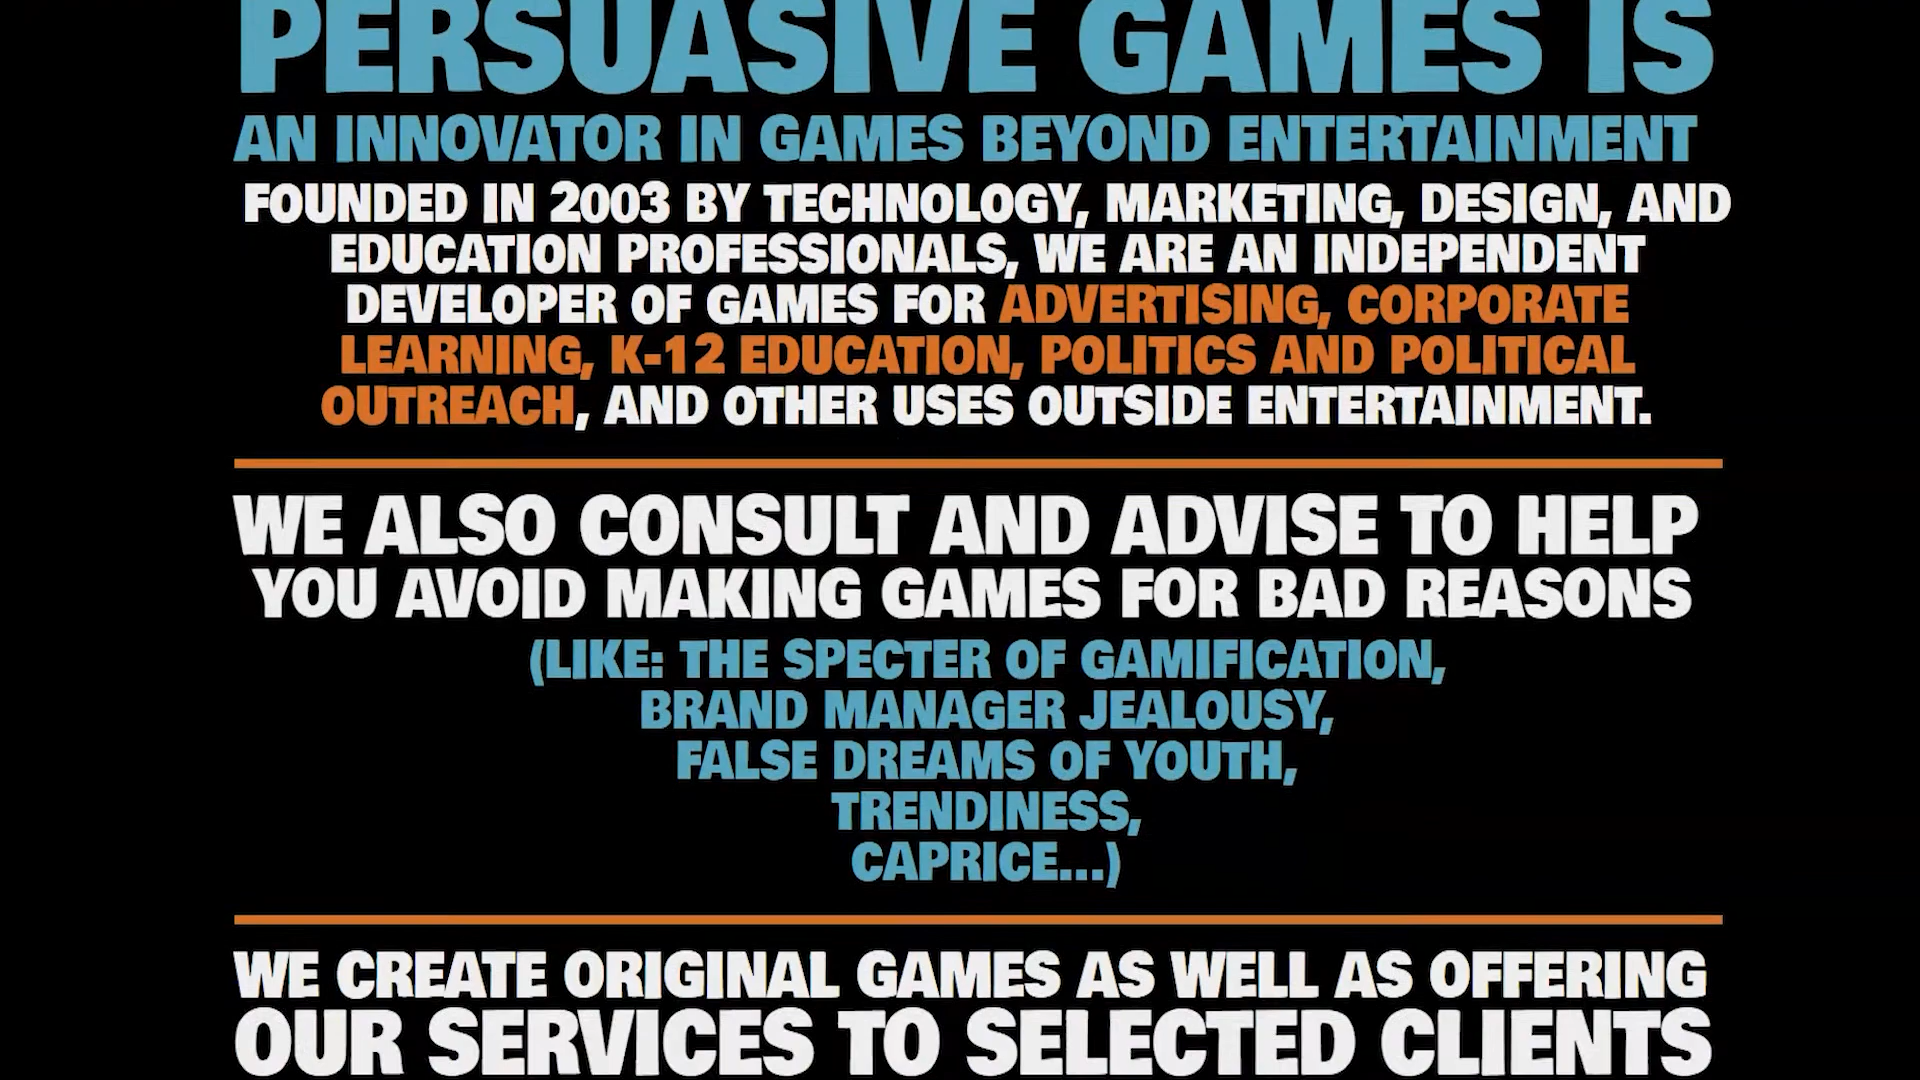 PERSUASIVE GAMES IS
AN INNOVATOR IN GAMES BEYOND ENTERTAINMENT
FOUNDED IN 2003 BY TECHNOLOGY, MARKETING, DESIGN, AND
EDUCATION PROFESSIONALS, WE ARE AN INDEPENDENT
DEVELOPER OF GAMES FOR ADVERTISING, CORPORATE
LEARNING, K-12 EDUCATION, POLITICS AND POLITICAL
OUTREACH, AND OTHER USES OUTSIDE ENTERTAINMENT.
WE ALSO CONSULT AND ADVISE TO HELP
YOU AVOID MAKING GAMES FOR BAD REASONS
(LIKE: THE SPECTER OF GAMIFICATION,
BRAND MANAGER JEALOUSY,
FALSE DREAMS OF YOUTH,
TRENDINESS,
CAPRICE...)
WE CREATE ORIGINAL GAMES AS WELL AS OFFERING
OUR SERVICES TO SELECTED CLIENTS